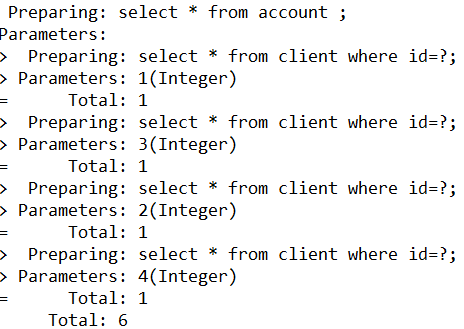 Preparing: select * from account ;
Parameters:
>  Preparing: select * from client where id=?;
> Parameters: 1(Integer)
=      Total: 1
>  Preparing: select * from client where id=?;
> Parameters: 3(Integer)
=      Total: 1
>  Preparing: select * from client where id=?;
> Parameters: 2(Integer)
=      Total: 1
>  Preparing: select * from client where id=?;
> Parameters: 4(Integer)
=      Total: 1
Total: 6